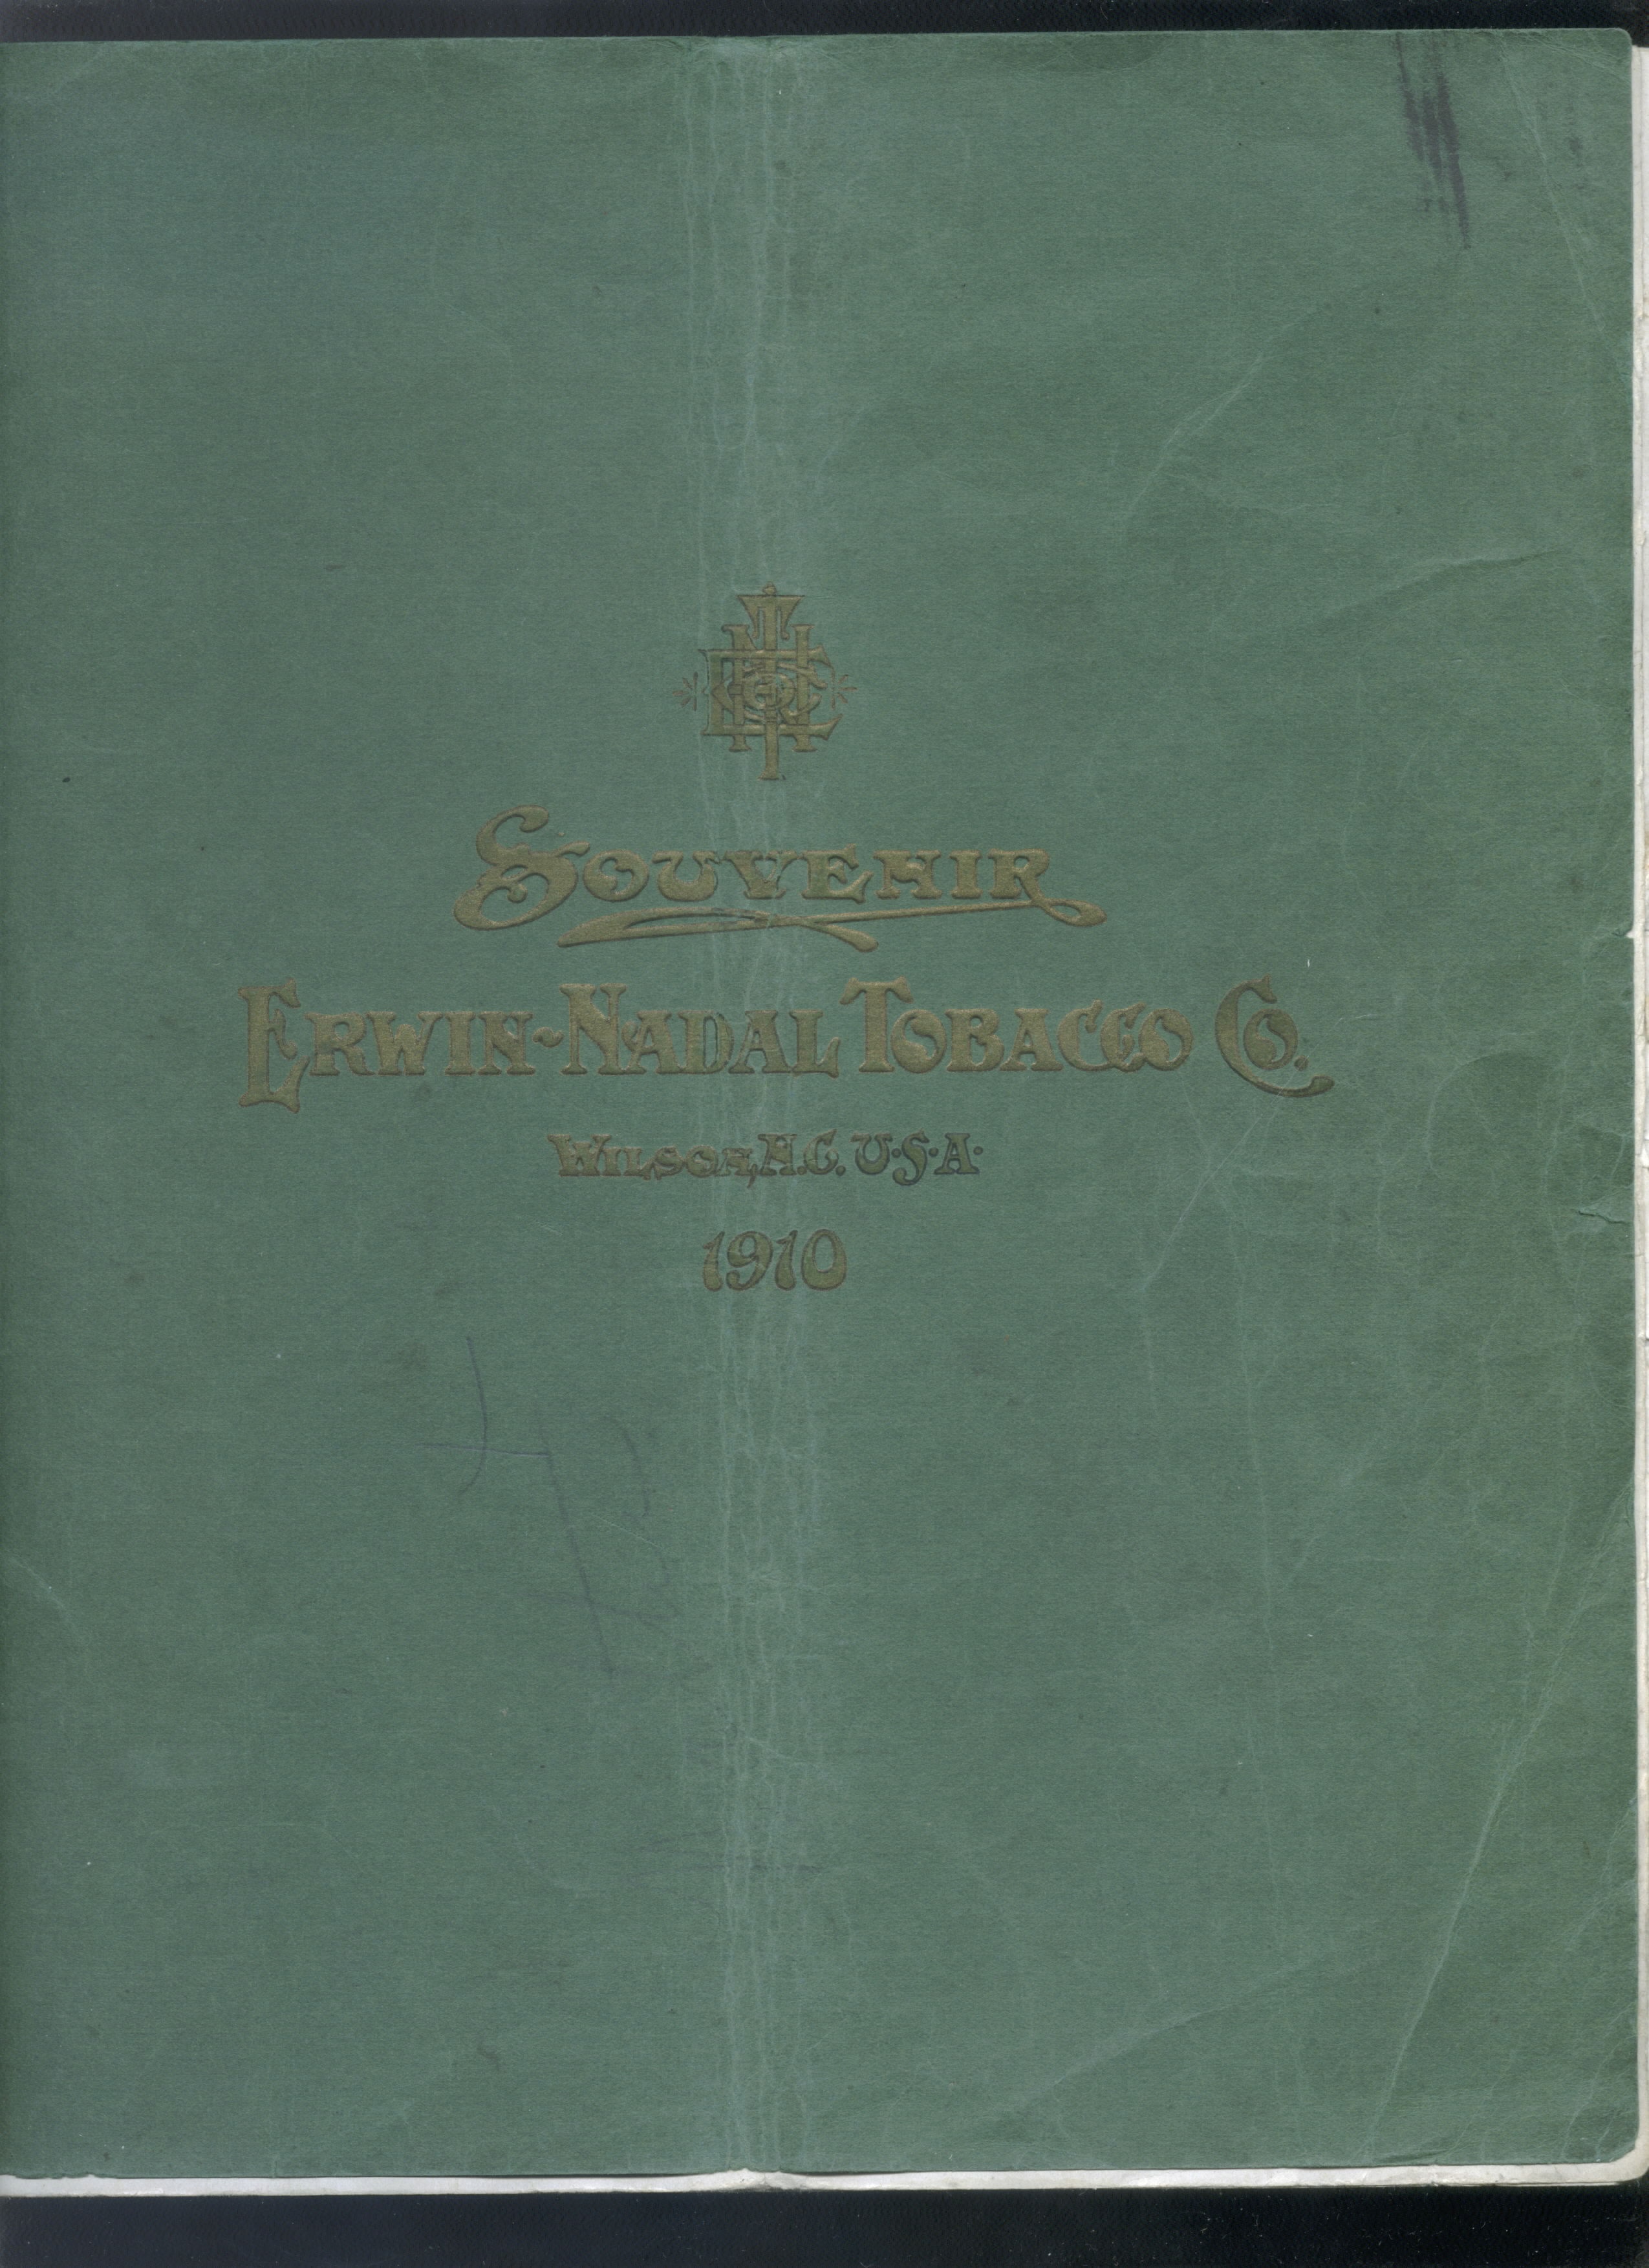 SOUVENIR
ERWIN-NADAL TOBACCO CO.
WILSON, N.C. U·S·A·
1910